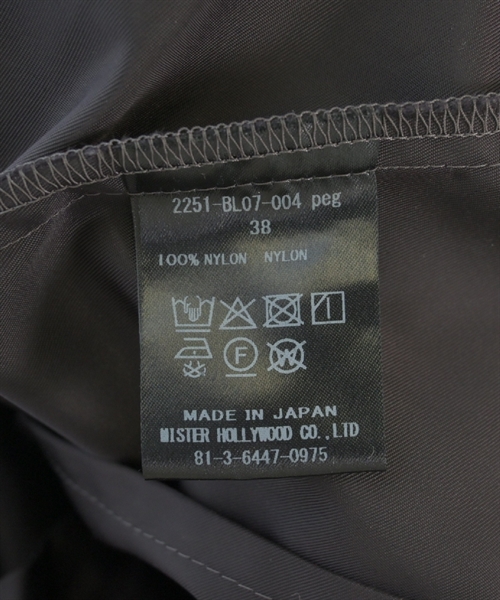 2251-BL07-004 peg
38
100% NYLON NYLON
F
W
MADE IN JAPAN
MISTER HOLLYWOOD CO.,LTD
81-3-6447-0975